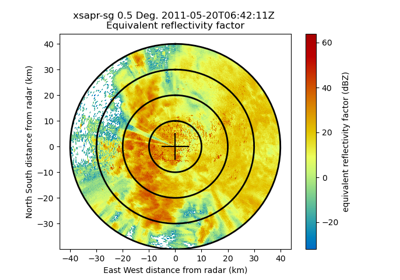 xsapr-sg 0.5 Deg. 2011-05-20T06:42:11Z
Equivalent reflectivity factor
North South distance from radar (km)
40
30
20
10
0
−10
−20
−30
−40 −30 −20 −10 0 10 20 30 40
East West distance from radar (km)
60
40
20
0
−20
equivalent reflectivity factor (dBZ)